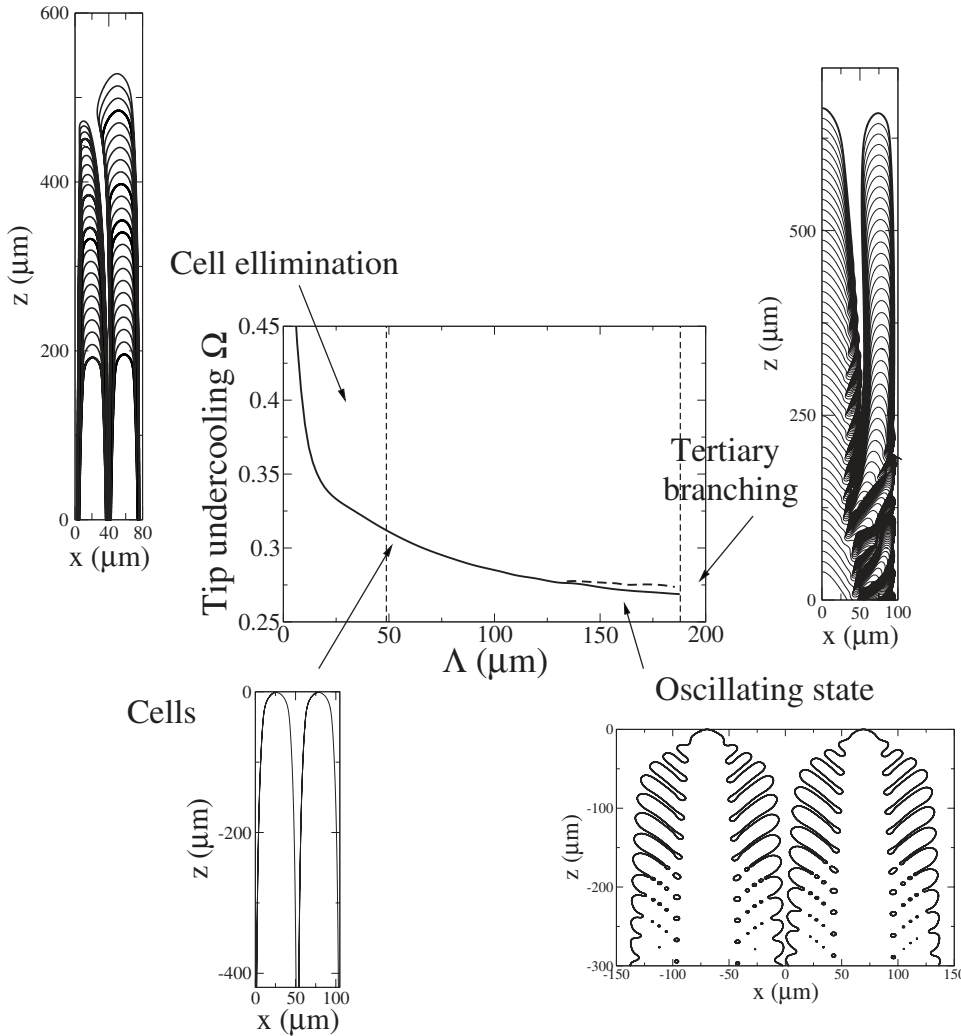 600
400
200
0
z (μm)
0 40 80
x (μm)
Cell ellimination
500
250
0
z (μm)
0 50 100
x (μm)
Tertiary
branching
0.45
0.4
0.35
0.3
0.25
Tip undercooling Ω
0 50 100 150 200
Λ (μm)
Cells
Oscillating state
0
-200
-400
z (μm)
0 50 100
x (μm)
0
-100
-200
-300
z (μm)
-150 -100 -50 0 50 100 150
x (μm)